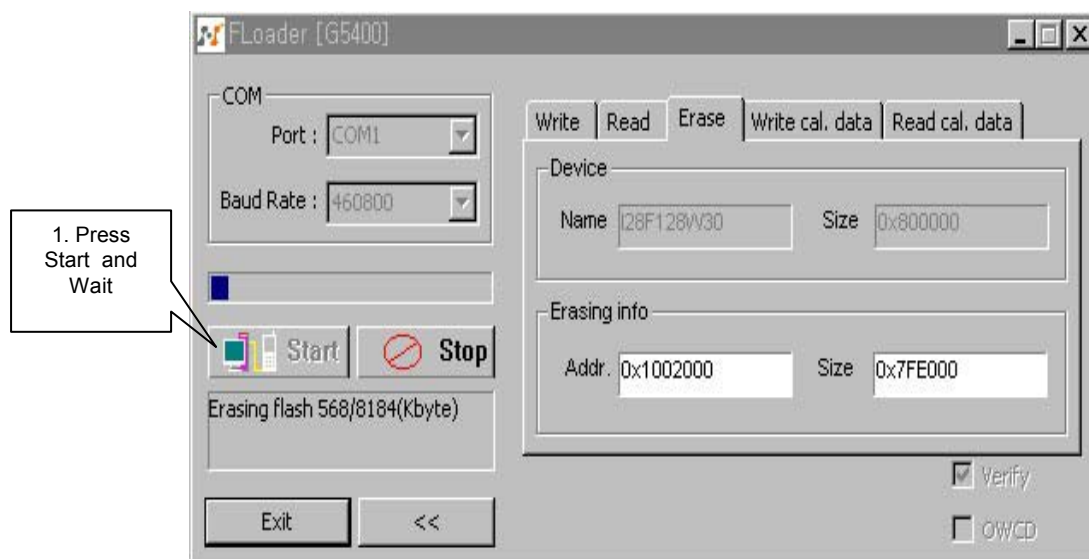 FLoader [G5400]
COM
Port : COM1
Baud Rate : 460800
1. Press
Start and
Wait
Start
Stop
Erasing flash 568/8184(Kbyte)
Exit
<<
Write Read Erase Write cal. data Read cal. data
Device
Name I28F128W30 Size 0x800000
Erasing info
Addr. 0x1002000 Size 0x7FE000
Verify
OWCD